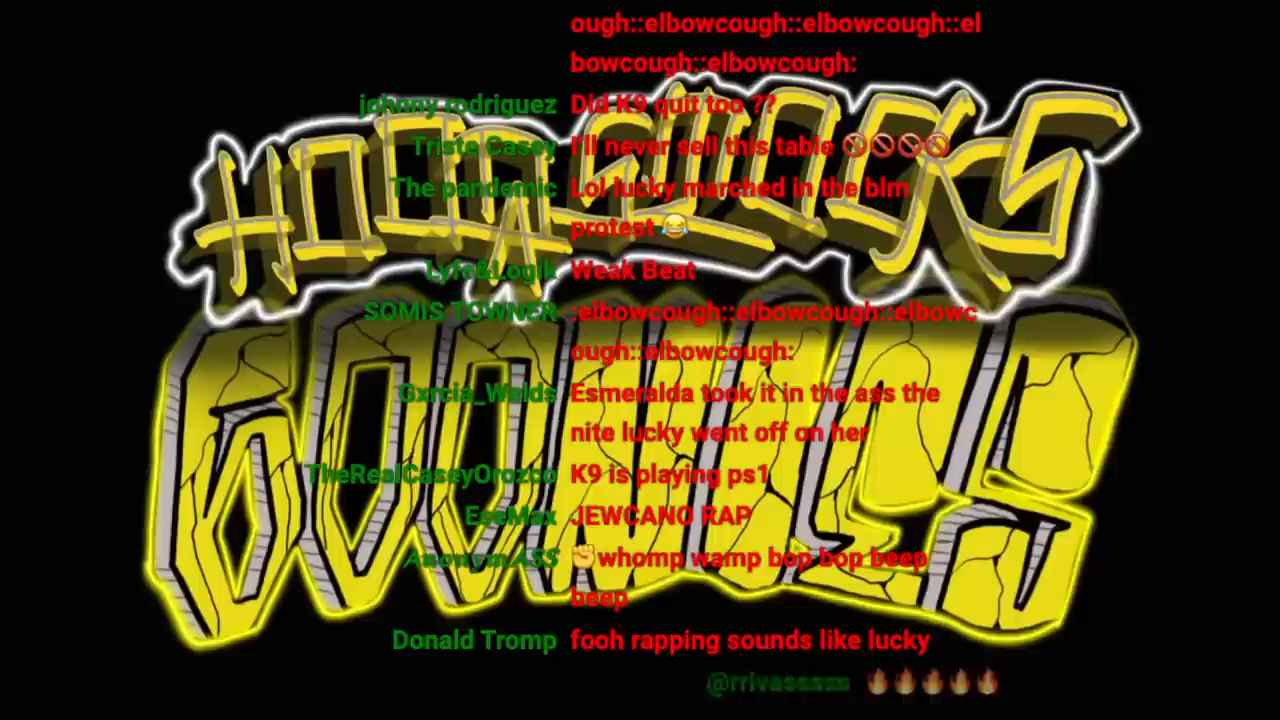 ough::elbowcough::elbowcough::el
bowcough::elbowcough:
johnny rodriguez Did K9 quit too ??
Triste Casey I'll never sell this table 🚫🚫🚫🚫
The pandemic Lol lucky marched in the blm
protest 😂
Lyfe&Logik Weak Beat
SOMIS TOWNER :elbowcough::elbowcough::elbowc
ough::elbowcough:
Gxrcia_Welds Esmeralda took it in the ass the
nite lucky went off on her
TheRealCaseyOrozco K9 is playing ps1
EseMax JEWCANO RAP
AnonymASS ✊whomp wamp bop bop beep
beep
Donald Tromp fooh rapping sounds like lucky
🔥🔥🔥🔥🔥
GOONIES